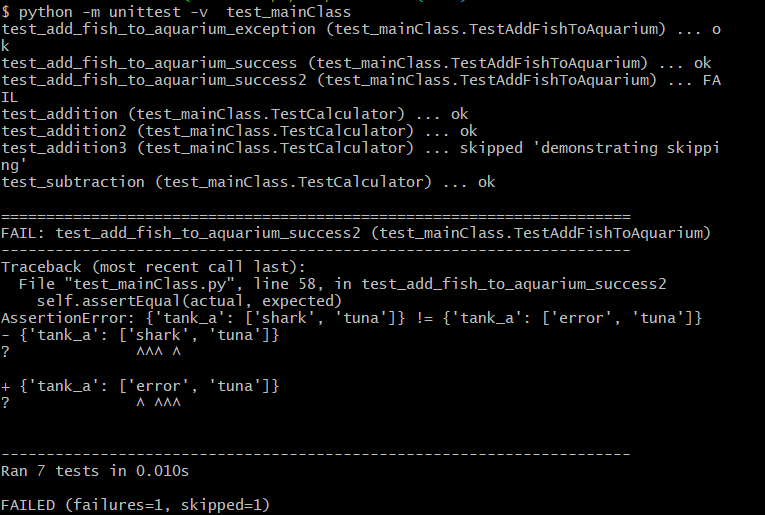 $ python -m unittest -v  test_mainClass
test_add_fish_to_aquarium_exception (test_mainClass.TestAddFishToAquarium) ... o
k
test_add_fish_to_aquarium_success (test_mainClass.TestAddFishToAquarium) ... ok
test_add_fish_to_aquarium_success2 (test_mainClass.TestAddFishToAquarium) ... FA
IL
test_addition (test_mainClass.TestCalculator) ... ok
test_addition2 (test_mainClass.TestCalculator) ... ok
test_addition3 (test_mainClass.TestCalculator) ... skipped 'demonstrating skippi
ng'
test_subtraction (test_mainClass.TestCalculator) ... ok

======================================================================
FAIL: test_add_fish_to_aquarium_success2 (test_mainClass.TestAddFishToAquarium)
----------------------------------------------------------------------
Traceback (most recent call last):
  File "test_mainClass.py", line 58, in test_add_fish_to_aquarium_success2
    self.assertEqual(actual, expected)
AssertionError: {'tank_a': ['shark', 'tuna']} != {'tank_a': ['error', 'tuna']}
- {'tank_a': ['shark', 'tuna']}
?              ^^^ ^

+ {'tank_a': ['error', 'tuna']}
?              ^ ^^^


----------------------------------------------------------------------
Ran 7 tests in 0.010s

FAILED (failures=1, skipped=1)